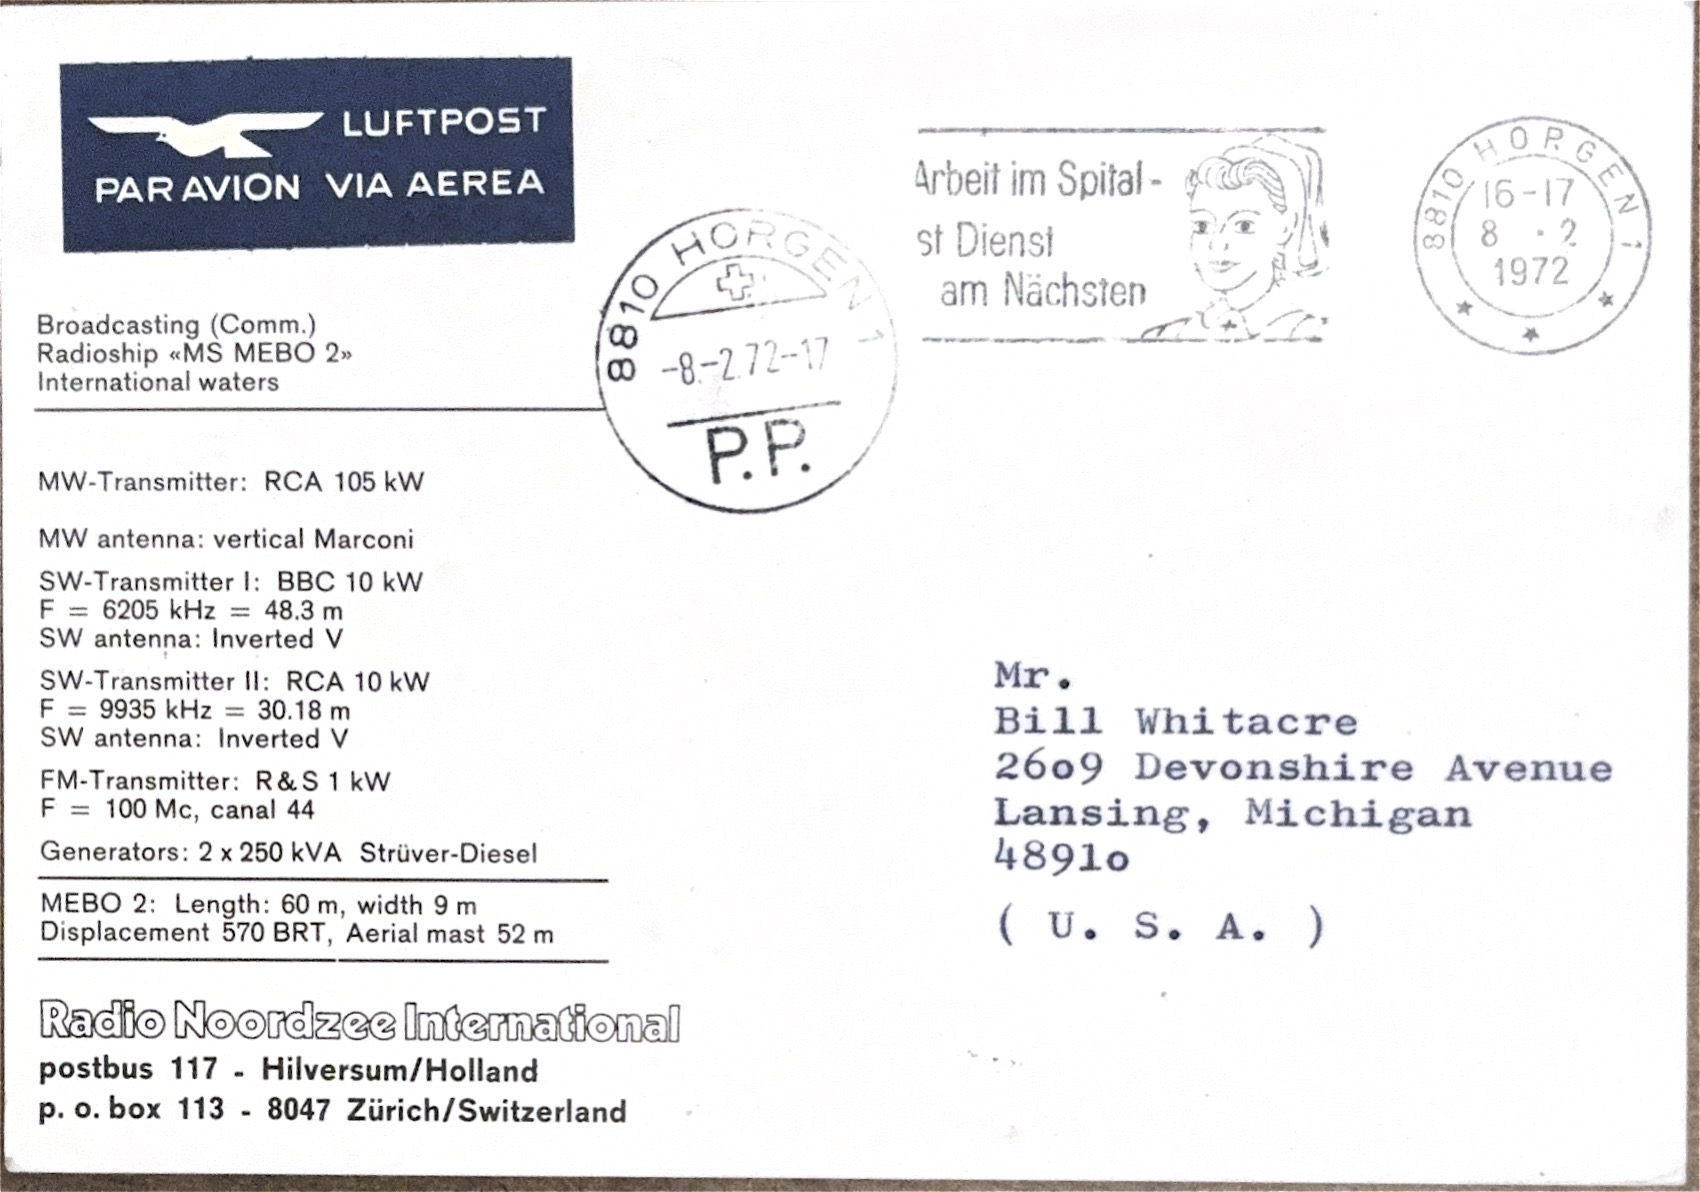 LUFTPOST
PAR AVION VIA AEREA
Broadcasting (Comm.)
Radioship «MS MEBO 2»
International waters
MW-Transmitter: RCA 105 kW
MW antenna: vertical Marconi
SW-Transmitter I: BBC 10 kW
F = 6205 kHz = 48.3 m
SW antenna: Inverted V
SW-Transmitter II: RCA 10 kW
F = 9935 kHz = 30.18 m
SW antenna: Inverted V
FM-Transmitter: R & S 1 kW
F = 100 Mc, canal 44
Generators: 2 x 250 kVA Strüver-Diesel
MEBO 2: Length: 60 m, width 9 m
Displacement 570 BRT, Aerial mast 52 m
Radio Noordzee International
postbus 117 - Hilversum/Holland
p. o. box 113 - 8047 Zürich/Switzerland
8810 HORGEN 1
-8.-2.72--17
P.P.
Arbeit im Spital -
st Dienst
am Nächsten
8810 HORGEN 1
16-17
8 . 2
1972
Mr.
Bill Whitacre
26o9 Devonshire Avenue
Lansing, Michigan
4891o
( U. S. A. )